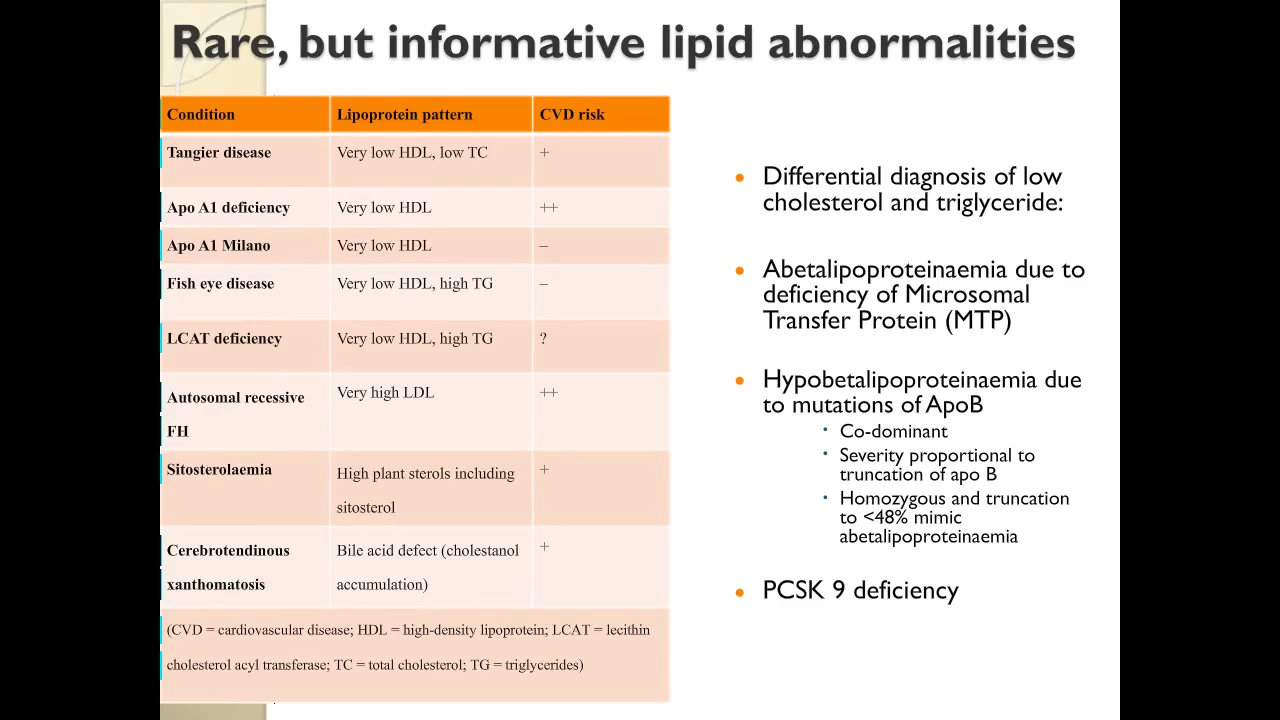 Rare, but informative lipid abnormalities
Condition Lipoprotein pattern CVD risk
Tangier disease Very low HDL, low TC +
Apo A1 deficiency Very low HDL ++
Apo A1 Milano Very low HDL –
Fish eye disease Very low HDL, high TG –
LCAT deficiency Very low HDL, high TG ?
Autosomal recessive
FH
Very high LDL
++
Sitosterolaemia
High plant sterols including
sitosterol
+
Cerebrotendinous
xanthomatosis
Bile acid defect (cholestanol
accumulation)
+
(CVD = cardiovascular disease; HDL = high-density lipoprotein; LCAT = lecithin
cholesterol acyl transferase; TC = total cholesterol; TG = triglycerides)
• Differential diagnosis of low
cholesterol and triglyceride:
• Abetalipoproteinaemia due to
deficiency of Microsomal
Transfer Protein (MTP)
• Hypobetalipoproteinaemia due
to mutations of ApoB
• Co-dominant
• Severity proportional to
truncation of apo B
• Homozygous and truncation
to <48% mimic
abetalipoproteinaemia
• PCSK 9 deficiency